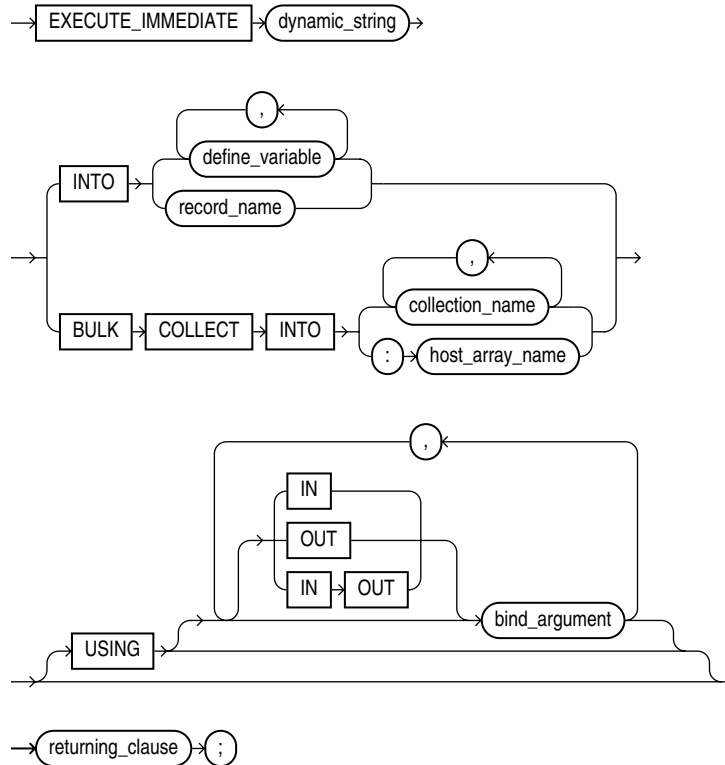 EXECUTE_IMMEDIATE dynamic_string
,
define_variable
INTO
record_name
,
collection_name
BULK COLLECT INTO
: host_array_name
,
IN
OUT
IN OUT
bind_argument
USING
returning_clause ;